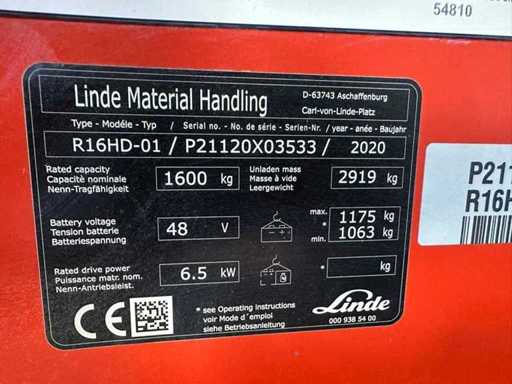 54810
Linde Material Handling
D-63743 Aschaffenburg
Carl-von-Linde-Platz
Type - Modéle - Typ / Serial no. - No. de série - Serien-Nr. / year - anée - Baujahr
R16HD-01 / P21120X03533 / 2020
Rated capacity
Capacité nominale
Nenn-Tragfähigkeit
1600 kg
Unladen mass
Masse à vide
Leergewicht
2919 kg
Battery voltage
Tension batterie
Batteriespannung
48 V
max. 1175 kg
*
min. 1063 kg
Rated drive power
Puissance matr. nom.
Nenn-Antriebsleist.
6.5 kW
* kg
CE
* see Operating instructions
voir Mode d´emploi
siehe Betriebsanleitung
Linde
000 938 54 00
P211
R16H